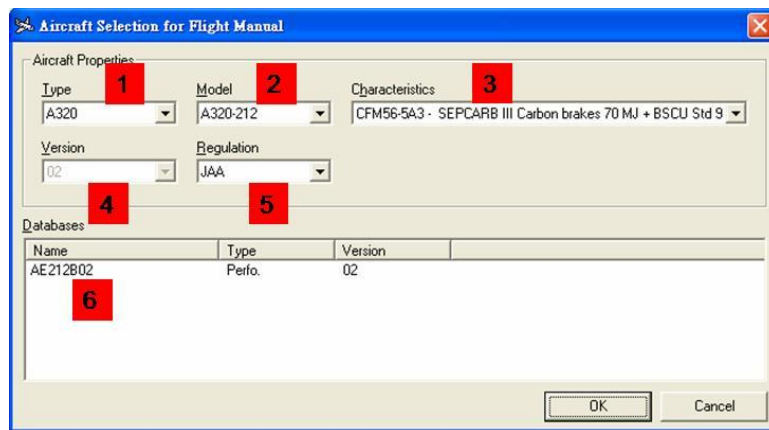 Aircraft Selection for Flight Manual
Aircraft Properties
1 2 3
Type Model Characteristics
A320 A320-212 CFM56-5A3 - SEPCARB III Carbon brakes 70 MJ + BSCU Std 9
Version Regulation
02 JAA
4 5
Databases
Name Type Version
AE212B02 Perfo. 02
6
OK Cancel